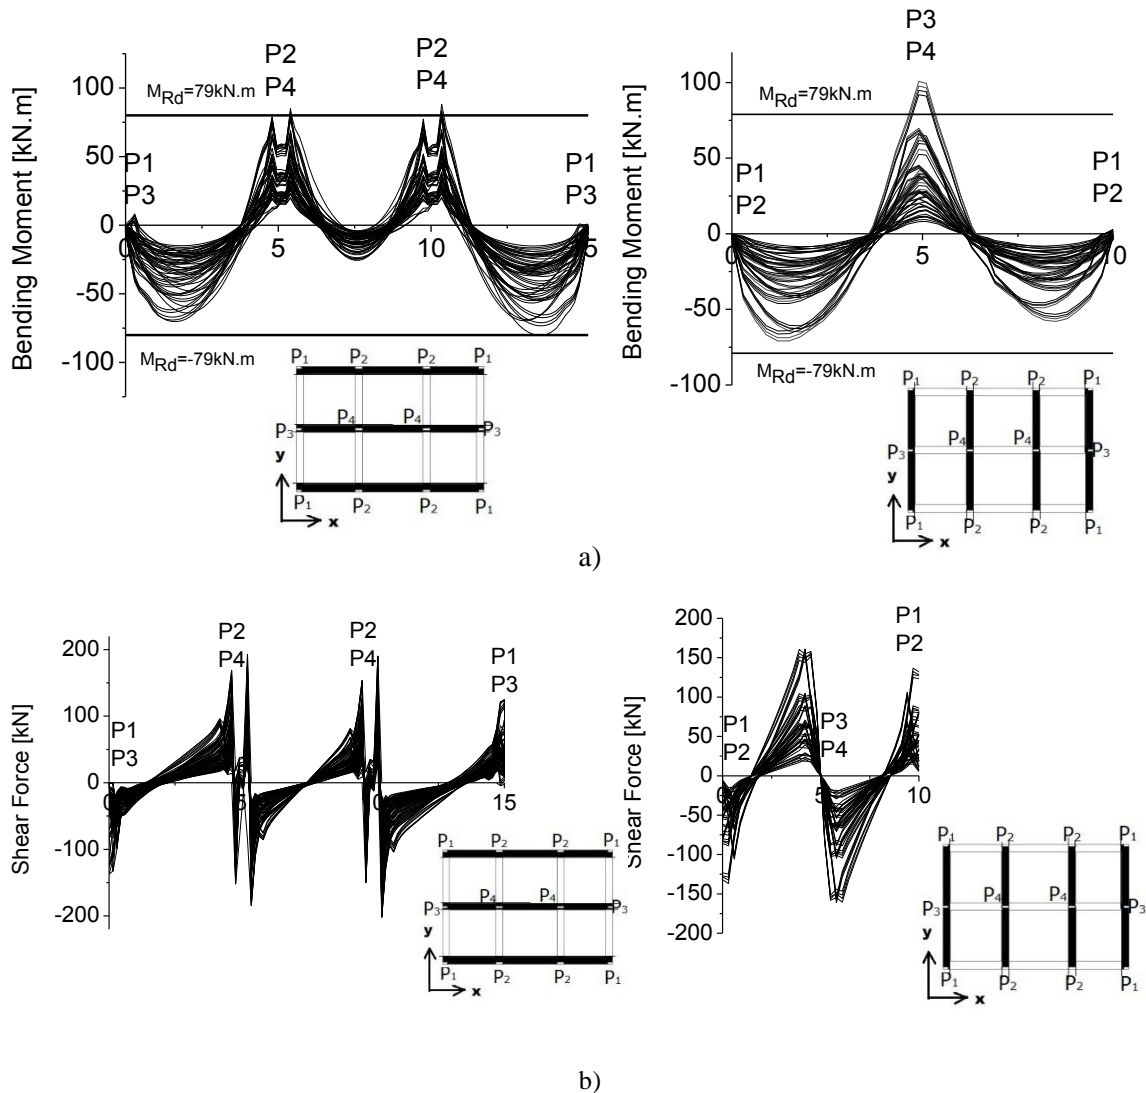 P2
P4
P2
P4
100
M_Rd=79kN.m
50
P1
P3
P1
P3
0
0
5
10
5
-50
-100
M_Rd=-79kN.m
Bending Moment [kN.m]
P1 P2 P2 P1
P3 P4 P4 P3
y
P1 P2 P2 P1
x
P3
P4
100
M_Rd=79kN.m
50
P1
P2
P1
P2
0
0
5
10
-50
M_Rd=-79kN.m
-100
Bending Moment [kN.m]
P1 P2 P2 P1
P3 P4 P4 P3
y
P1 P2 P2 P1
x
a)
P2
P4
P2
P4
P1
P3
200
100
P1
P3
0
0
5
0
15
-100
-200
Shear Force [kN]
P1 P2 P2 P1
P3 P4 P4 P3
y
P1 P2 P2 P1
x
200
P1
P2
150
100
50
P1
P2
P3
P4
0
0
5
10
-50
-100
-150
-200
Shear Force [kN]
P1 P2 P2 P1
P3 P4 P4 P3
y
P1 P2 P2 P1
x
b)